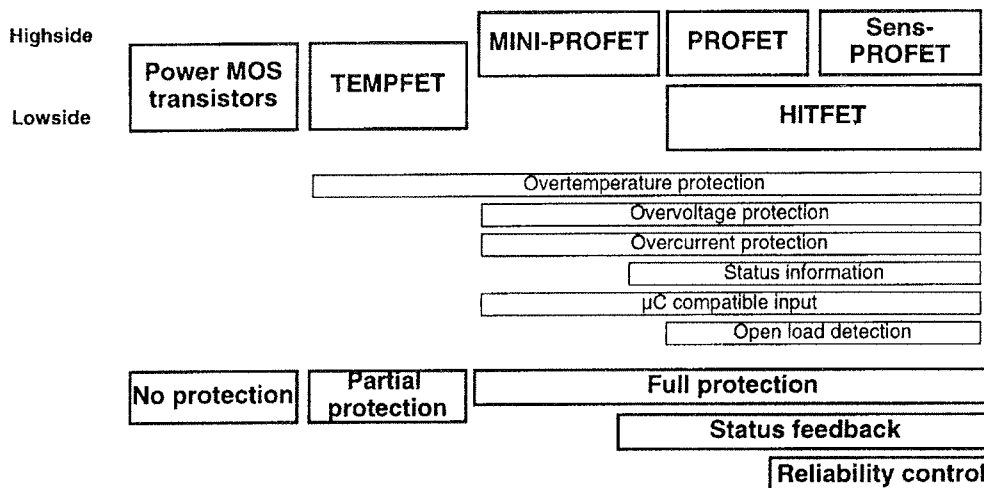 Highside
MINI-PROFET
PROFET
Sens-
PROFET
Power MOS
transistors
TEMPFET
Lowside
HITFET
Overtemperature protection
Overvoltage protection
Overcurrent protection
Status information
µC compatible input
Open load detection
No protection
Partial
protection
Full protection
Status feedback
Reliability control